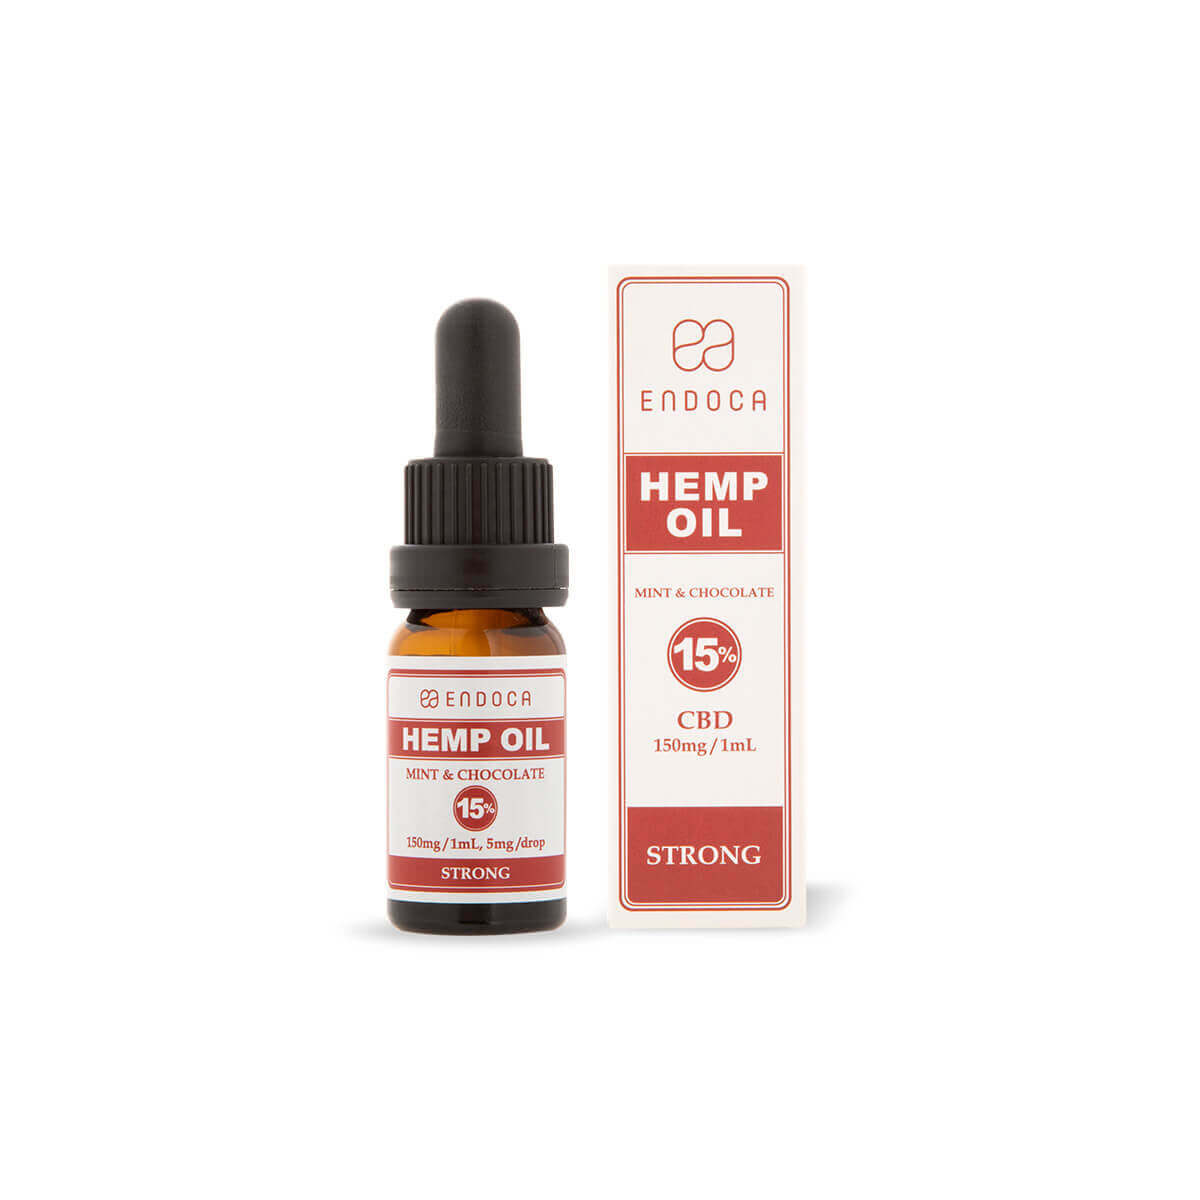 ENDOCA
HEMP OIL
MINT & CHOCOLATE
15%
150mg/1mL, 5mg/drop
STRONG
ENDOCA
HEMP
OIL
MINT & CHOCOLATE
15%
CBD
150mg/1mL
STRONG